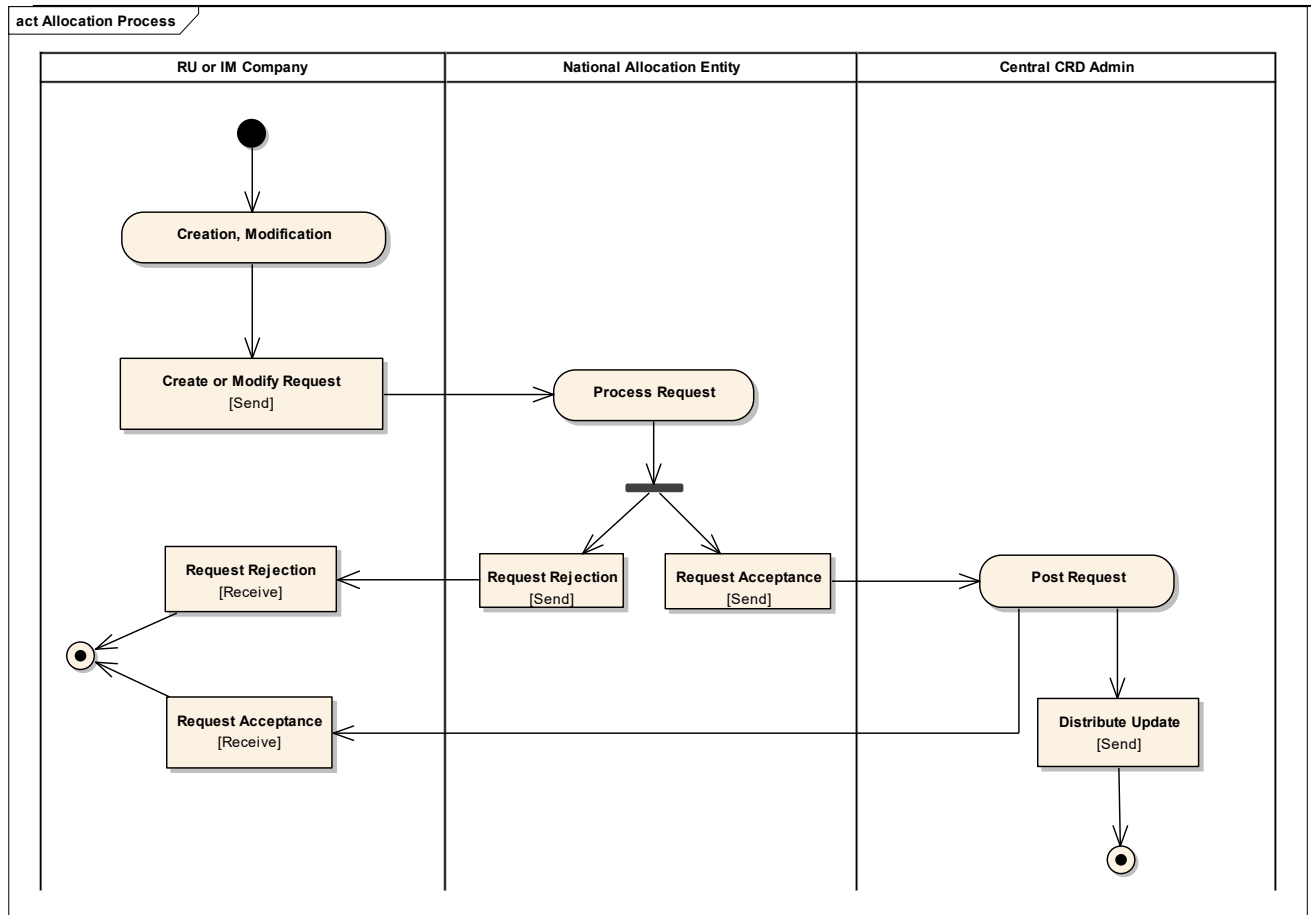 act Allocation Process
RU or IM Company
National Allocation Entity
Central CRD Admin
Creation, Modification
Create or Modify Request
[Send]
Process Request
Request Rejection
[Receive]
Request Rejection
[Send]
Request Acceptance
[Send]
Post Request
Request Acceptance
[Receive]
Distribute Update
[Send]